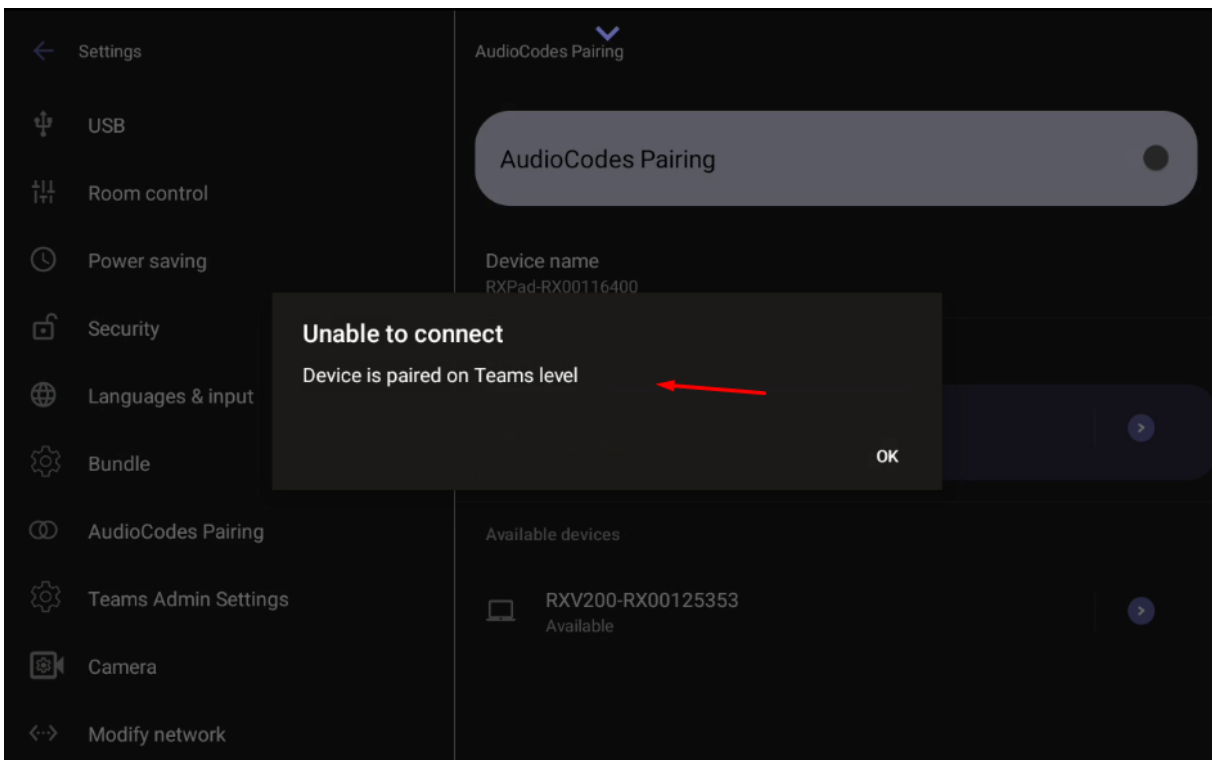 Settings
USB
Room control
Power saving
Security
Languages & input
Bundle
AudioCodes Pairing
Teams Admin Settings
Camera
Modify network
AudioCodes Pairing
AudioCodes Pairing
Device name
RXPad-RX00116400
Unable to connect
Device is paired on Teams level
OK
Available devices
RXV200-RX00125353
Available